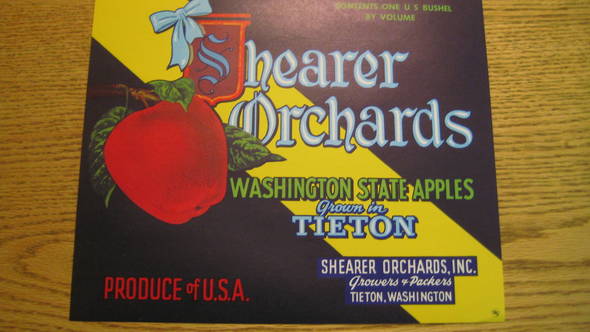 CONTENTS ONE U S BUSHEL
BY VOLUME
Shearer
Orchards
WASHINGTON STATE APPLES
Grown in
TIETON
PRODUCE of U.S.A.
SHEARER ORCHARDS, INC.
Growers & Packers
TIETON, WASHINGTON